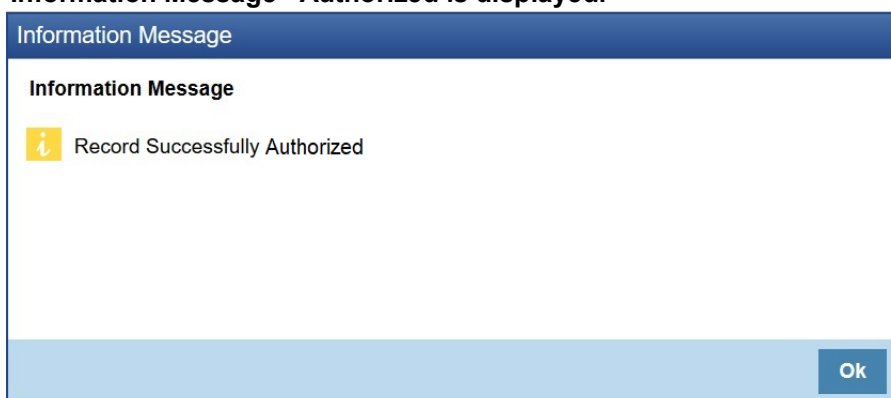 Information Message - Authorized is displayed.
Information Message
Information Message
i Record Successfully Authorized
Ok